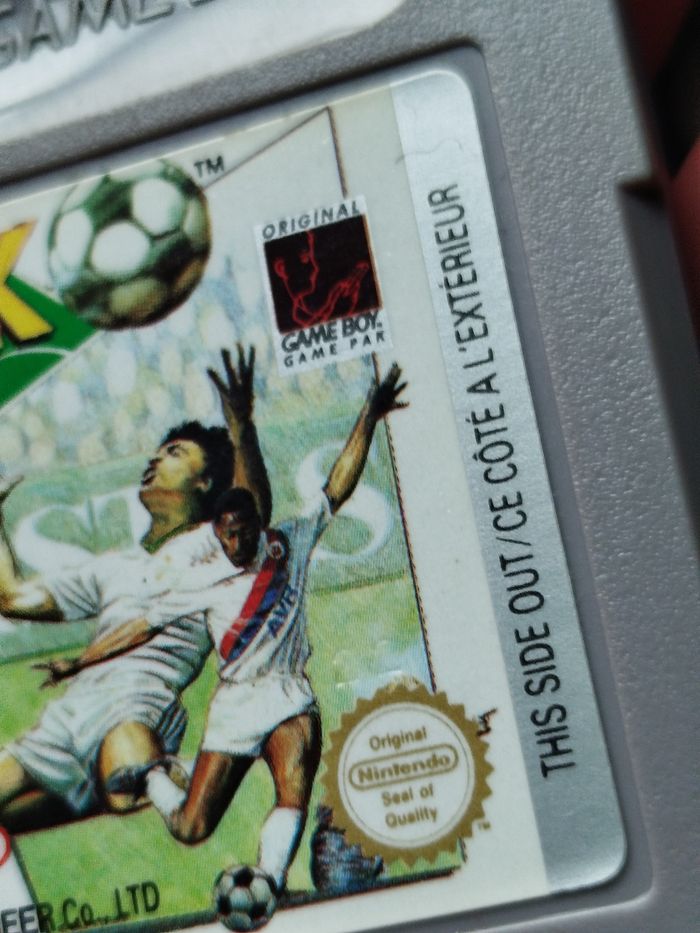 GAME
TM
K
ORIGINAL
GAME BOY.
GAME PAK
THIS SIDE OUT/CE CÔTÉ A L'EXTÉRIEUR
Original
Nintendo
Seal of
Quality
TM
FER Co., LTD